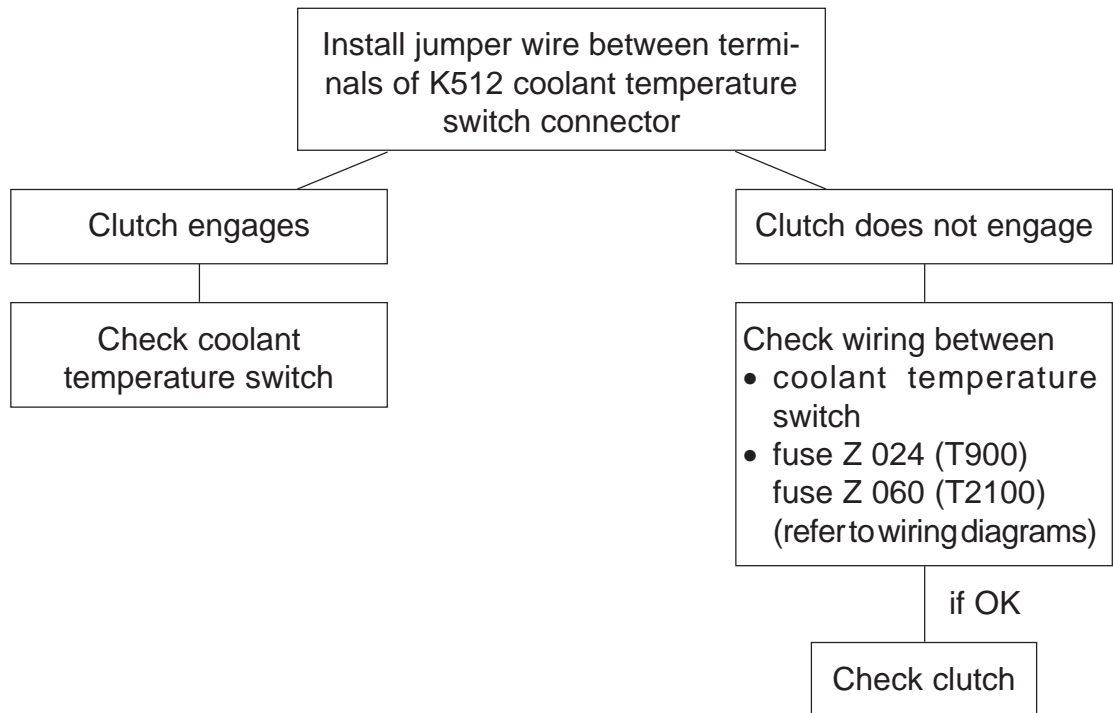 Install jumper wire between termi-
nals of K512 coolant temperature
switch connector
Clutch engages
Clutch does not engage
Check coolant
temperature switch
Check wiring between
• coolant temperature
switch
• fuse Z 024 (T900)
fuse Z 060 (T2100)
(refer to wiring diagrams)
if OK
Check clutch